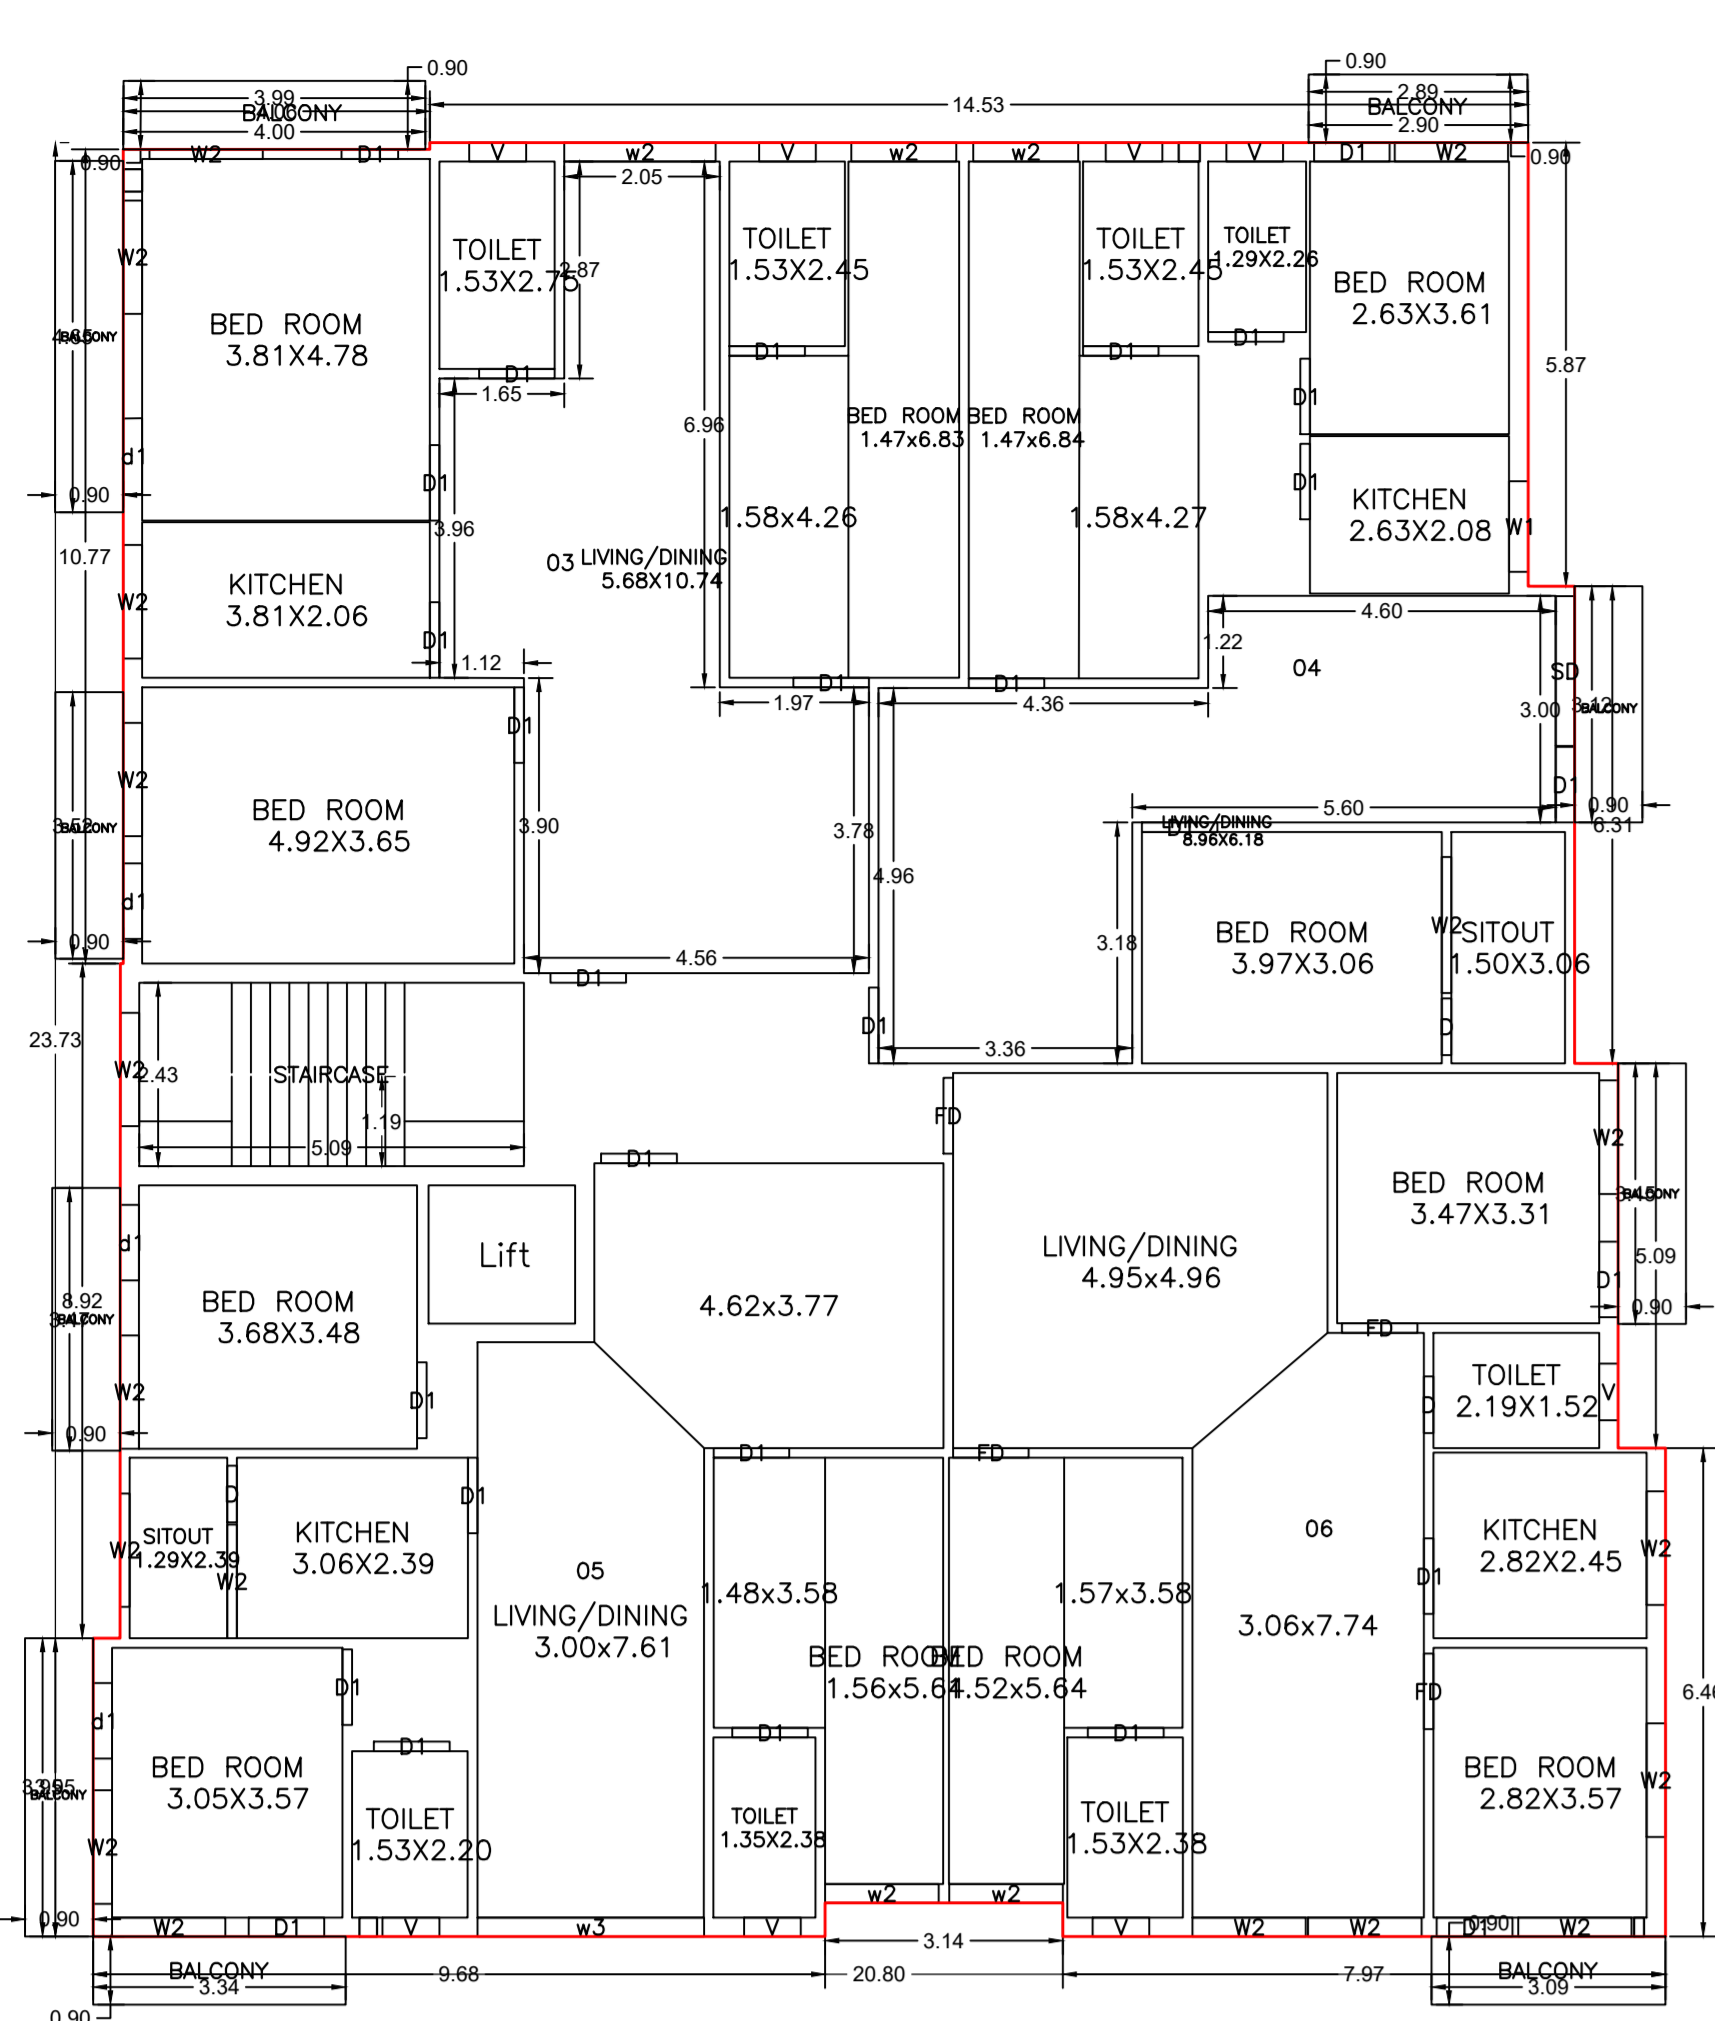 0.90
0.90
3.99
BALCONY
4.00
14.53
2.89
BALCONY
2.90
0.90
W2
D1
V
w2
V
w2
w2
V
V
D1
W2
0.90
2.05
TOILET
1.53X2.75
2.87
TOILET
1.53X2.45
TOILET
1.53X2.45
TOILET
1.29X2.26
BED ROOM
2.63X3.61
W2
BED ROOM
3.81X4.78
BALCONY
D1
D1
D1
D1
5.87
1.65
D1
6.96
BED ROOM
1.47x6.83
BED ROOM
1.47x6.84
d1
D1
D1
0.90
KITCHEN
2.63X2.08
W1
10.77
3.96
1.58x4.26
1.58x4.27
03
LIVING/DINING
5.68X10.74
KITCHEN
3.81X2.06
W2
D1
1.12
4.60
1.22
04
SD
D1
D1
1.97
4.36
3.00
3.12
BALCONY
D1
W2
BED ROOM
4.92X3.65
3.52
BALCONY
3.90
3.78
D1
0.90
5.60
LIVING/DINING
8.96X6.18
6.31
4.96
d1
0.90
4.56
D1
3.18
BED ROOM
3.97X3.06
W2
SITOUT
1.50X3.06
D
D1
3.36
23.73
W2
2.43
STAIRCASE
1.19
5.09
FD
D1
W2
BED ROOM
3.47X3.31
3.45
BALCONY
d1
Lift
LIVING/DINING
4.95x4.96
5.09
D1
0.90
8.92
BALCONY
BED ROOM
3.68X3.48
4.62x3.77
FD
W2
D1
TOILET
2.19X1.52
V
D
0.90
D1
FD
D
D1
SITOUT
1.29X2.39
W2
W2
KITCHEN
3.06X2.39
05
LIVING/DINING
3.00x7.61
1.48x3.58
1.57x3.58
06
3.06x7.74
D1
KITCHEN
2.82X2.45
W2
BED ROOM
1.56x5.64
BED ROOM
1.52x5.64
D1
FD
6.46
d1
D1
D1
D1
BED ROOM
3.05X3.57
BALCONY
TOILET
1.53X2.20
TOILET
1.35X2.38
TOILET
1.53X2.38
BED ROOM
2.82X3.57
W2
W2
w2
w2
0.90
W2
D1
V
w3
V
V
W2
W2
D1
0.90
W2
3.14
BALCONY
3.34
9.68
20.80
7.97
BALCONY
3.09
0.90